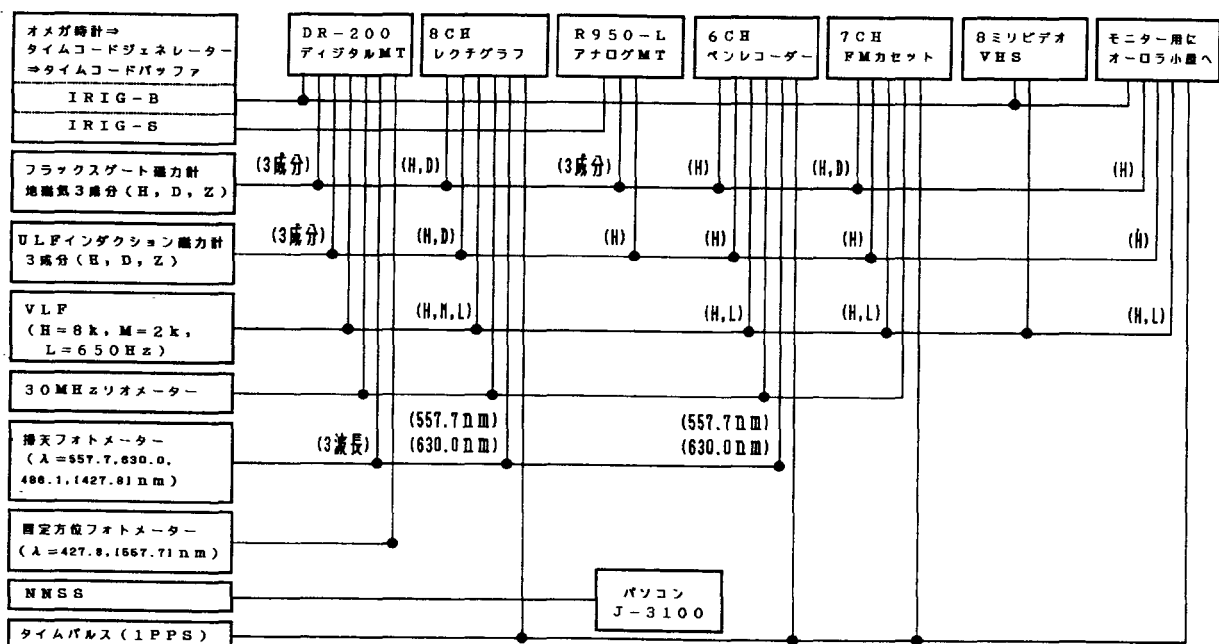 オメガ時計⇒
タイムコードジェネレーター
⇒タイムコードバッファ
IRIG-B
IRIG-S
DR-200
ディジタルMT
8CH
レクチグラフ
R950-L
アナログMT
6CH
ペンレコーダー
7CH
FMカセット
8ミリビデオ
VHS
モニター用に
オーロラ小屋へ
フラックスゲート磁力計
地磁気3成分(H, D, Z)
(3成分)
(H,D)
(3成分)
(H)
(H,D)
(H)
ULFインダクション磁力計
3成分(H, D, Z)
(3成分)
(H,D)
(H)
(H)
(H)
(H)
VLF
(H=8k, M=2k,
L=650Hz)
(H,M,L)
(H,L)
(H,L)
(H,L)
30MHzリオメーター
掃天フォトメーター
(λ=557.7,630.0,
486.1,[427.8]nm)
(3波長)
(557.7nm)
(630.0nm)
(557.7nm)
(630.0nm)
固定方位フォトメーター
(λ=427.8,[557.7]nm)
NNSS
パソコン
J-3100
タイムパルス(1PPS)